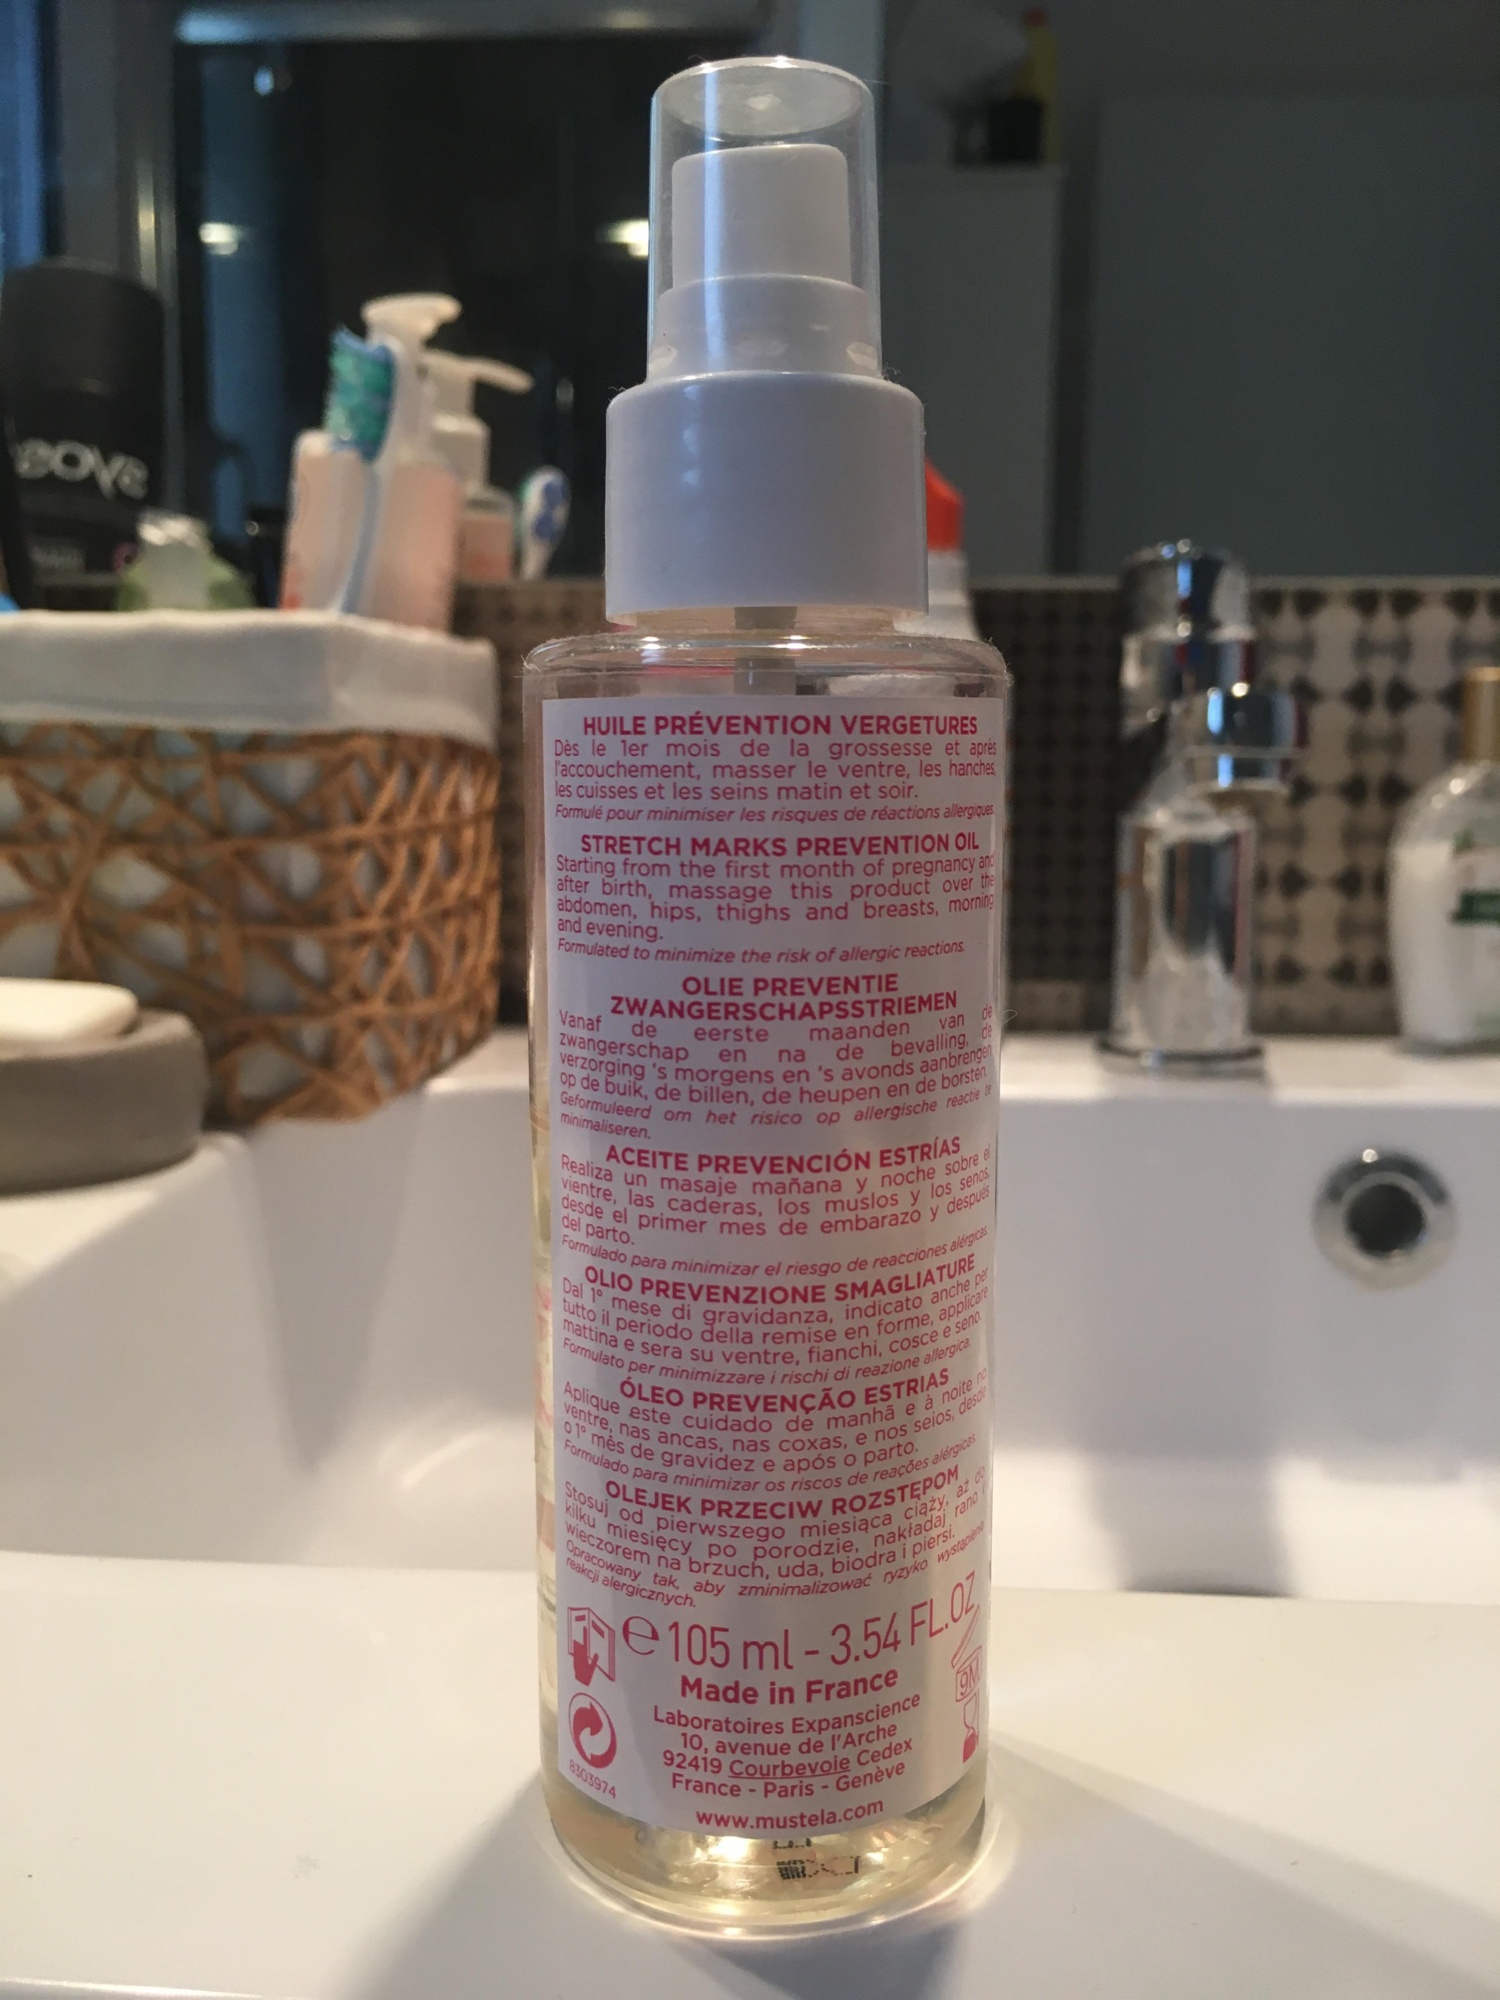 HUILE PRÉVENTION VERGETURES
Dès le 1er mois de la grossesse et après
l'accouchement, masser le ventre, les hanches,
les cuisses et les seins matin et soir.
Formulé pour minimiser les risques de réactions allergiques.
STRETCH MARKS PREVENTION OIL
Starting from the first month of pregnancy and
after birth, massage this product over the
abdomen, hips, thighs and breasts, morning
and evening.
Formulated to minimize the risk of allergic reactions.
OLIE PREVENTIE
ZWANGERSCHAPSSTRIEMEN
Vanaf de eerste maanden van de
zwangerschap en na de bevalling, de
verzorging 's morgens en 's avonds aanbrengen
op de buik, de billen, de heupen en de borsten.
Geformuleerd om het risico op allergische reactie te
minimaliseren.
ACEITE PREVENCIÓN ESTRÍAS
Realiza un masaje mañana y noche sobre el
vientre, las caderas, los muslos y los senos,
desde el primer mes de embarazo y después
del parto.
Formulado para minimizar el riesgo de reacciones alérgicas.
OLIO PREVENZIONE SMAGLIATURE
Dal 1° mese di gravidanza, indicato anche per
tutto il periodo della remise en forme, applicare
mattina e sera su ventre, fianchi, cosce e seno.
Formulato per minimizzare i rischi di reazione allergica.
ÓLEO PREVENÇÃO ESTRIAS
Aplique este cuidado de manhã e à noite no
ventre, nas ancas, nas coxas, e nos seios, desde
o 1° mês de gravidez e após o parto.
Formulado para minimizar os riscos de reações alérgicas.
OLEJEK PRZECIW ROZSTĘPOM
Stosuj od pierwszego miesiąca ciąży, aż do
kilku miesięcy po porodzie, nakładaj rano i
wieczorem na brzuch, uda, biodra i piersi.
Opracowany tak, aby zminimalizować ryzyko wystąpienia
reakcji alergicznych.
℮ 105 ml - 3.54 FL.OZ
9M
Made in France
Laboratoires Expanscience
10, avenue de l'Arche
92419 Courbevoie Cedex
France - Paris - Genève
8303974
www.mustela.com